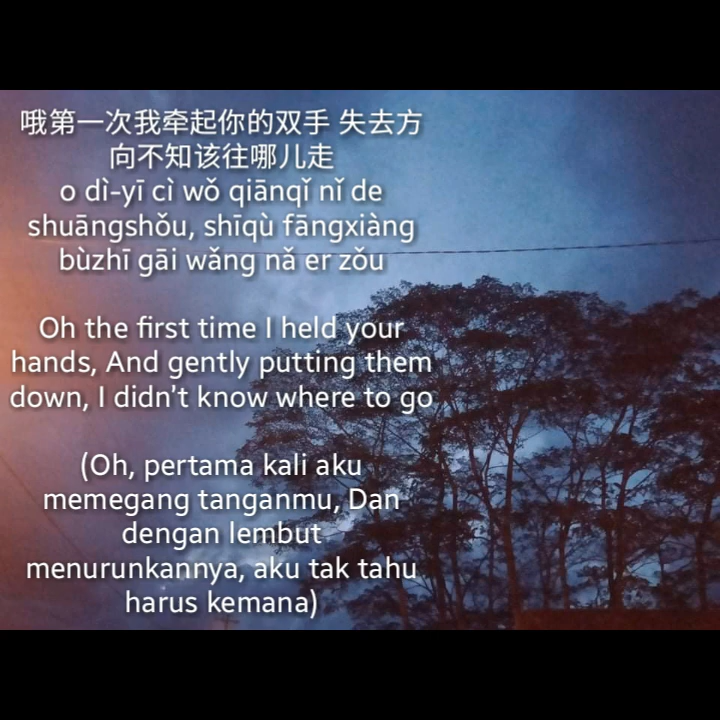 哦第一次我牵起你的双手 失去方
向不知该往哪儿走
o dì-yī cì wǒ qiānqǐ nǐ de
shuāngshǒu, shīqù fāngxiàng
bùzhī gāi wǎng nǎ er zǒu
Oh the first time I held your
hands, And gently putting them
down, I didn't know where to go
(Oh, pertama kali aku
memegang tanganmu, Dan
dengan lembut
menurunkannya, aku tak tahu
harus kemana)